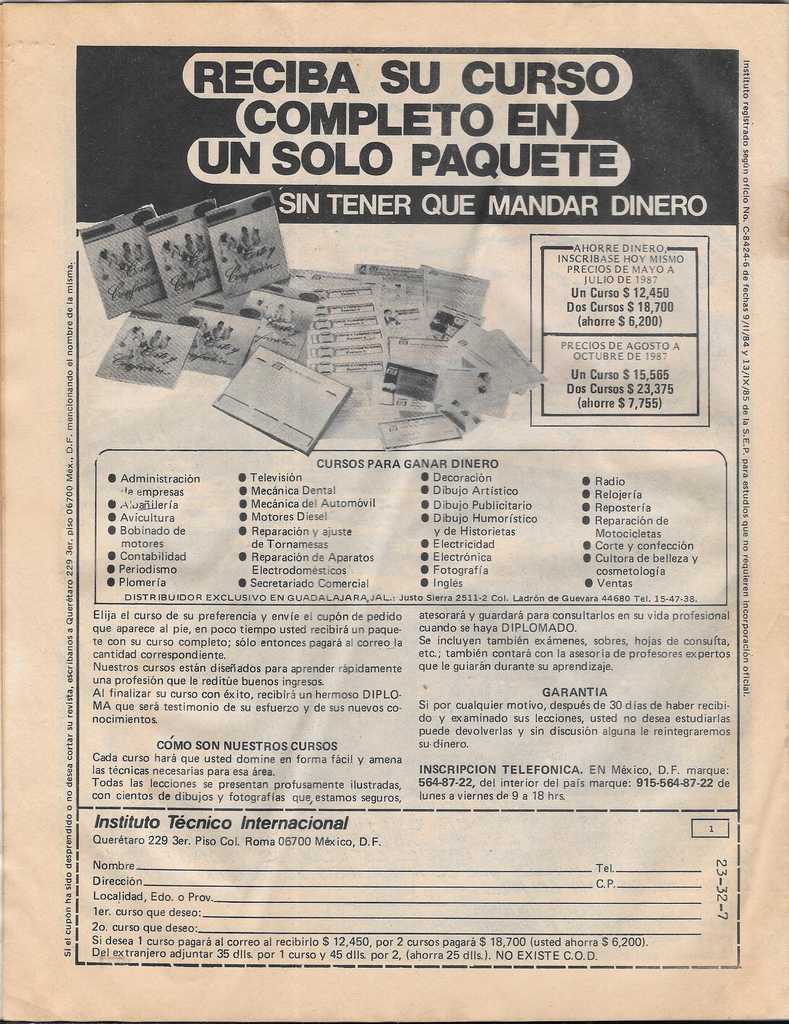 RECIBA SU CURSO
(COMPLETO EN)
UN SOLO PAQUETE
SIN TENER QUE MANDAR DINERO
AHORRE DINERO,
INSCRIBASE HOY MISMO
PRECIOS DE MAYO A
JULIO DE 1987
Un Curso $ 12,450
Dos Cursos $ 18,700
(ahorre $ 6,200)
PRECIOS DE AGOSTO A
OCTUBRE DE 1987
Un Curso $ 15,565
Dos Cursos $ 23,375
(ahorre $ 7,755)
CURSOS PARA GANAR DINERO
● Administración
de empresas
● Albañilería
● Avicultura
● Bobinado de
motores
● Contabilidad
● Periodismo
● Plomería
● Televisión
● Mecánica Dental
● Mecánica del Automóvil
● Motores Diesel
● Reparación y ajuste
de Tornamesas
● Reparación de Aparatos
Electrodomésticos
● Secretariado Comercial
● Decoración
● Dibujo Artístico
● Dibujo Publicitario
● Dibujo Humorístico
y de Historietas
● Electricidad
● Electrónica
● Fotografía
● Inglés
● Radio
● Relojería
● Repostería
● Reparación de
Motocicletas
● Corte y confección
● Cultora de belleza y
cosmetología
● Ventas
DISTRIBUIDOR EXCLUSIVO EN GUADALAJARA,JAL.: Justo Sierra 2511-2 Col. Ladrón de Guevara 44680 Tel. 15-47-38.
Elija el curso de su preferencia y envíe el cupón de pedido
que aparece al pie, en poco tiempo usted recibirá un paque-
te con su curso completo; sólo entonces pagará al correo la
cantidad correspondiente.
Nuestros cursos están diseñados para aprender rápidamente
una profesión que le reditúe buenos ingresos.
Al finalizar su curso con éxito, recibirá un hermoso DIPLO-
MA que será testimonio de su esfuerzo y de sus nuevos co-
nocimientos.
CÓMO SON NUESTROS CURSOS
Cada curso hará que usted domine en forma fácil y amena
las técnicas necesarias para esa área.
Todas las lecciones se presentan profusamente ilustradas,
con cientos de dibujos y fotografías que, estamos seguros,
atesorará y guardará para consultarlos en su vida profesional
cuando se haya DIPLOMADO.
Se incluyen también exámenes, sobres, hojas de consulta,
etc.; también contará con la asesoría de profesores expertos
que le guiarán durante su aprendizaje.
GARANTIA
Si por cualquier motivo, después de 30 días de haber recibi-
do y examinado sus lecciones, usted no desea estudiarlas
puede devolverlas y sin discusión alguna le reintegraremos
su dinero.
INSCRIPCION TELEFONICA. EN México, D.F. marque:
564-87-22, del interior del país marque: 915-564-87-22 de
lunes a viernes de 9 a 18 hrs.
Instituto Técnico Internacional
1
Querétaro 229 3er. Piso Col. Roma 06700 México, D.F.
Nombre Tel.
Dirección C.P.
Localidad, Edo. o Prov.
1er. curso que deseo:
2o. curso que deseo:
Si desea 1 curso pagará al correo al recibirlo $ 12,450, por 2 cursos pagará $ 18,700 (usted ahorra $ 6,200).
Del extranjero adjuntar 35 dlls. por 1 curso y 45 dlls. por 2, (ahorra 25 dlls.). NO EXISTE C.O.D.
23-32-7
Si el cupón ha sido desprendido o no desea cortar su revista, escríbanos a Querétaro 229 3er. piso 06700 Méx., D.F. mencionando el nombre de la misma.
Instituto registrado según oficio No. C-8424-6 de fechas 9/II/84 y 13/IX/85 de la S.E.P. para estudios que no requieren incorporación oficial.
Corte y Confección
Corte y Confección
Corte y Confección
Corte y Confección